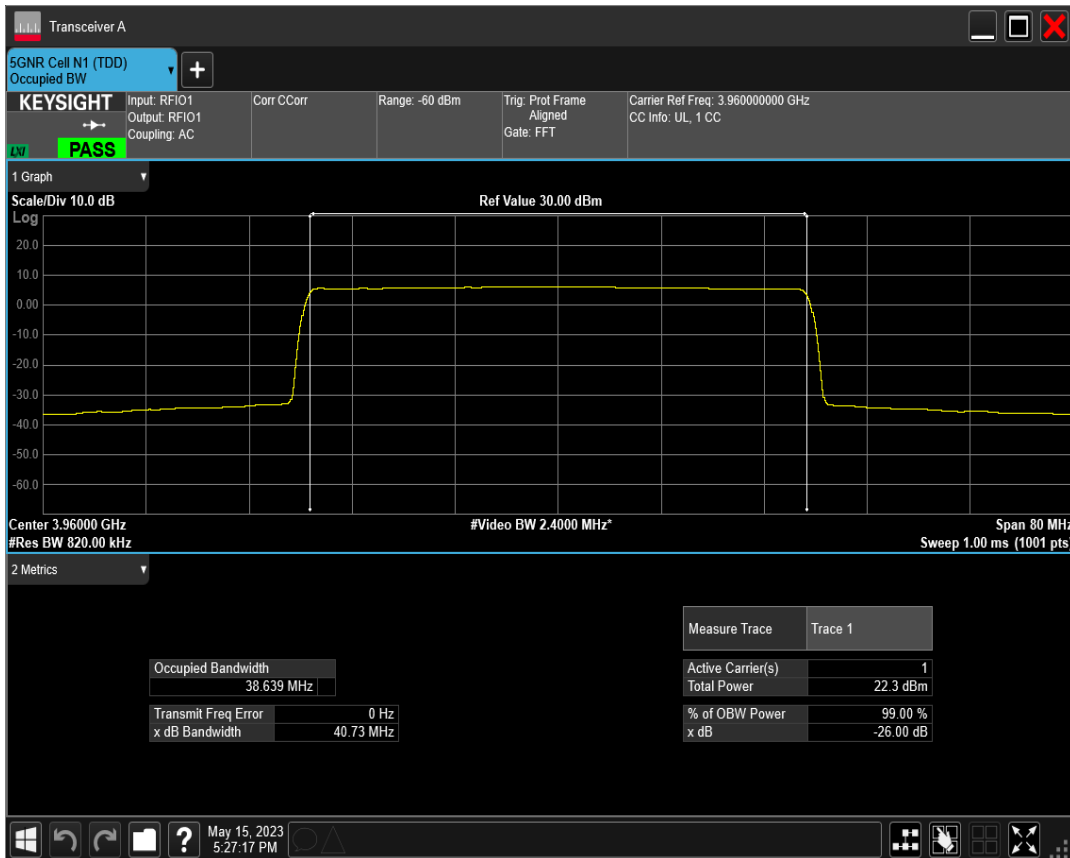 Transceiver A
5GNR Cell N1 (TDD)
Occupied BW
KEYSIGHT
LXI
PASS
Input: RFIO1
Output: RFIO1
Coupling: AC
Corr CCorr
Range: -60 dBm
Trig: Prot Frame
Aligned
Gate: FFT
Carrier Ref Freq: 3.960000000 GHz
CC Info: UL, 1 CC
1 Graph
Scale/Div 10.0 dB
Ref Value 30.00 dBm
Log
20.0
10.0
0.00
-10.0
-20.0
-30.0
-40.0
-50.0
-60.0
Center 3.96000 GHz
#Video BW 2.4000 MHz*
Span 80 MHz
#Res BW 820.00 kHz
Sweep 1.00 ms (1001 pts)
2 Metrics
Measure Trace Trace 1
Occupied Bandwidth
38.639 MHz
Transmit Freq Error 0 Hz
x dB Bandwidth 40.73 MHz
Active Carrier(s) 1
Total Power 22.3 dBm
% of OBW Power 99.00 %
x dB -26.00 dB
?
May 15, 2023
5:27:17 PM